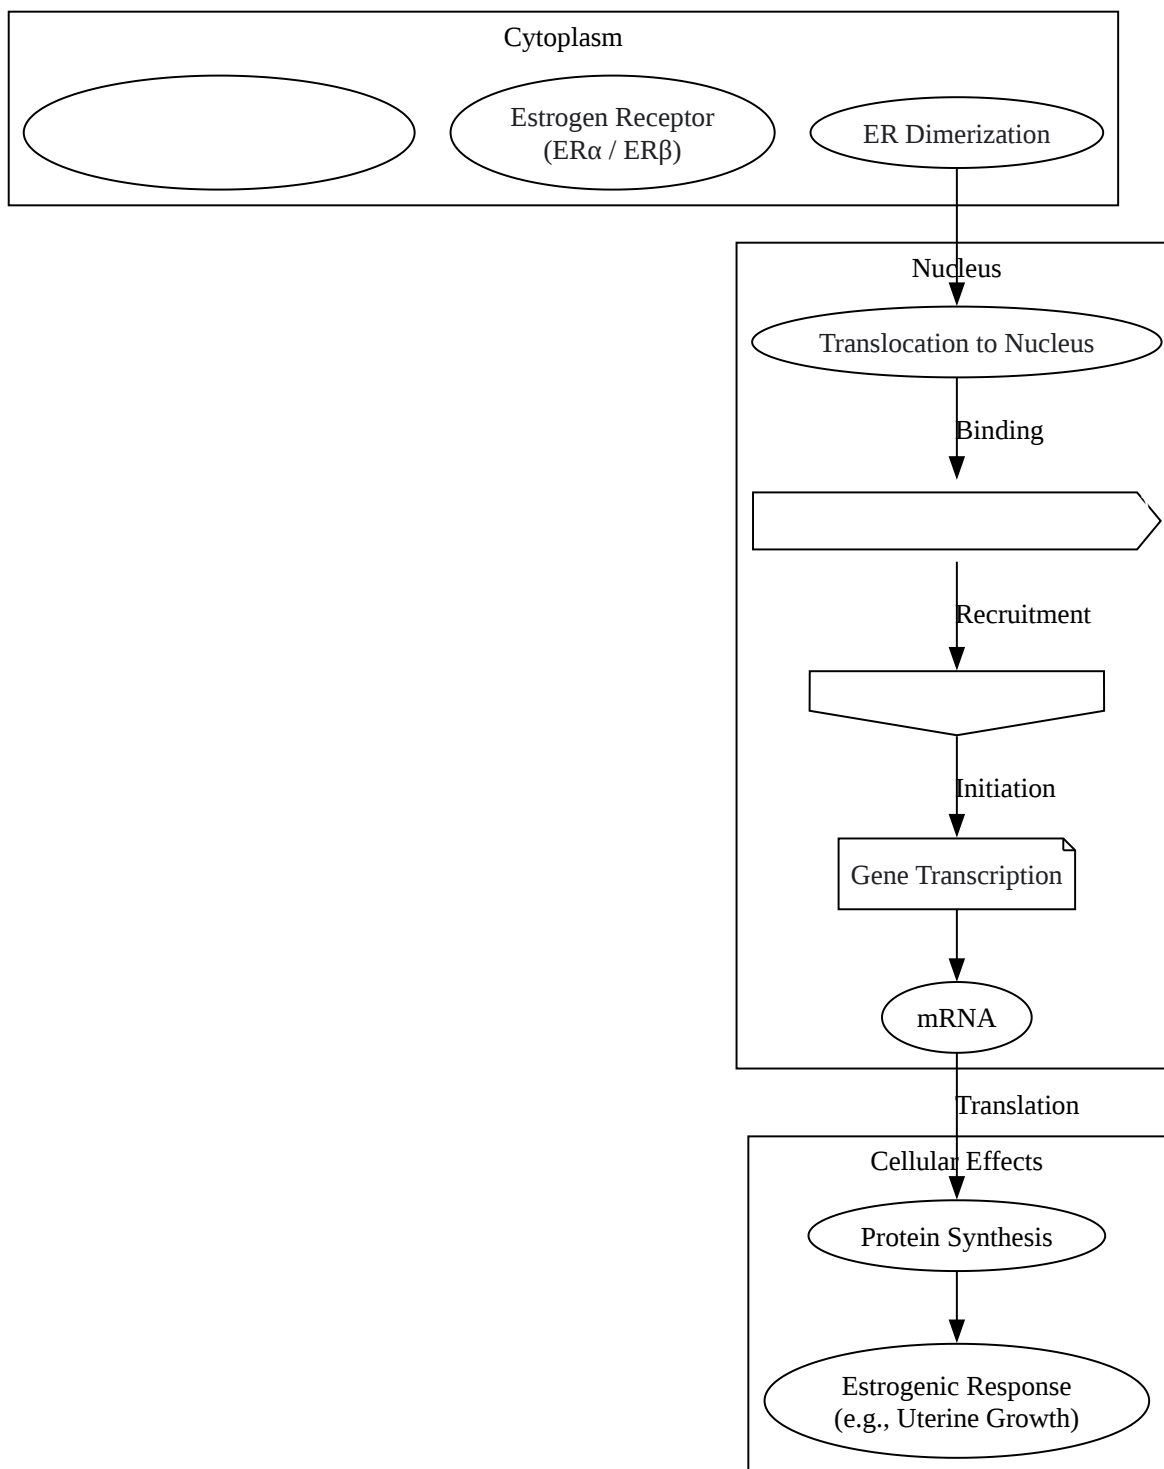 Cytoplasm
Estrogen Receptor
(ERα / ERβ)
ER Dimerization
Nucleus
Translocation to Nucleus
Binding
Recruitment
Initiation
Gene Transcription
mRNA
Translation
Cellular Effects
Protein Synthesis
Estrogenic Response
(e.g., Uterine Growth)